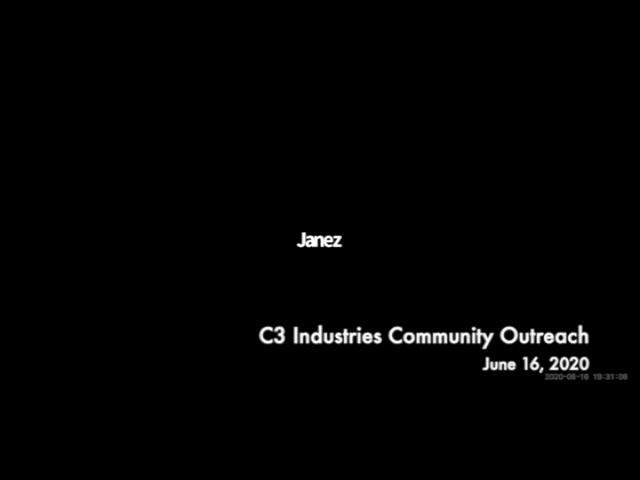 Janez
C3 Industries Community Outreach
June 16, 2020
2020-06-16 19:31:06